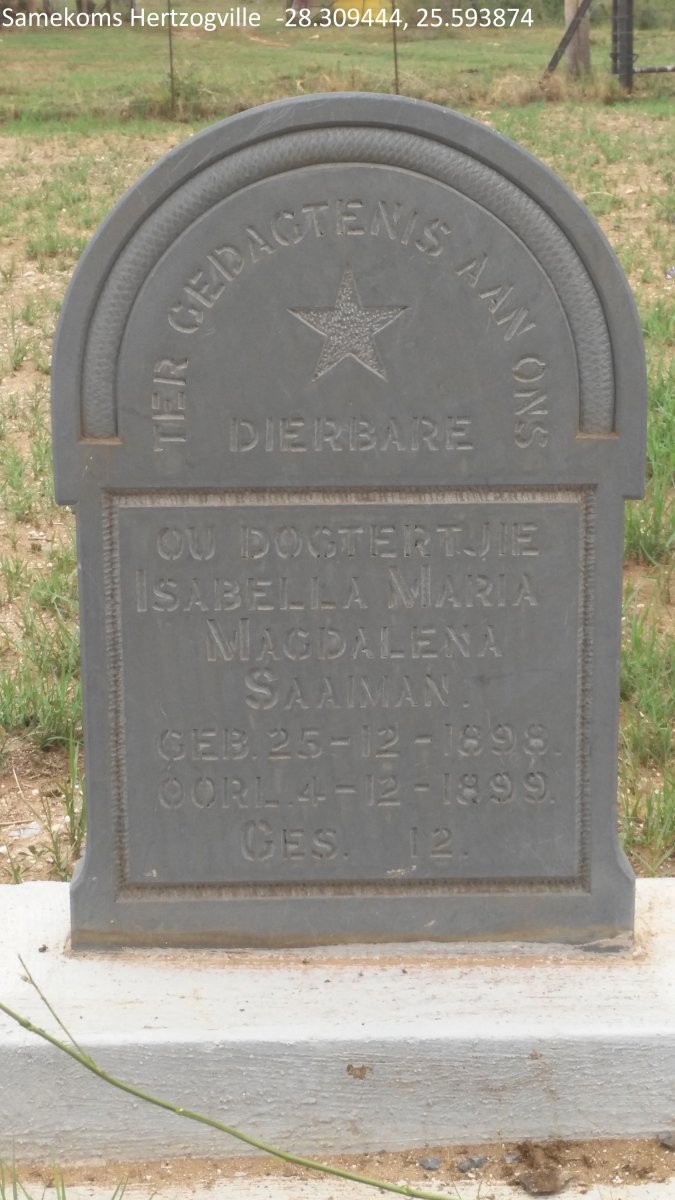 Samekoms Hertzogville -28.309444, 25.593874
TER GEDAGTENIS AAN ONS
DIERBARE
OU DOGTERTJIE
ISABELLA MARIA
MAGDALENA
SAAIMAN.
GEB. 25-12-1898.
OORL. 4-12-1899.
GES. 12.